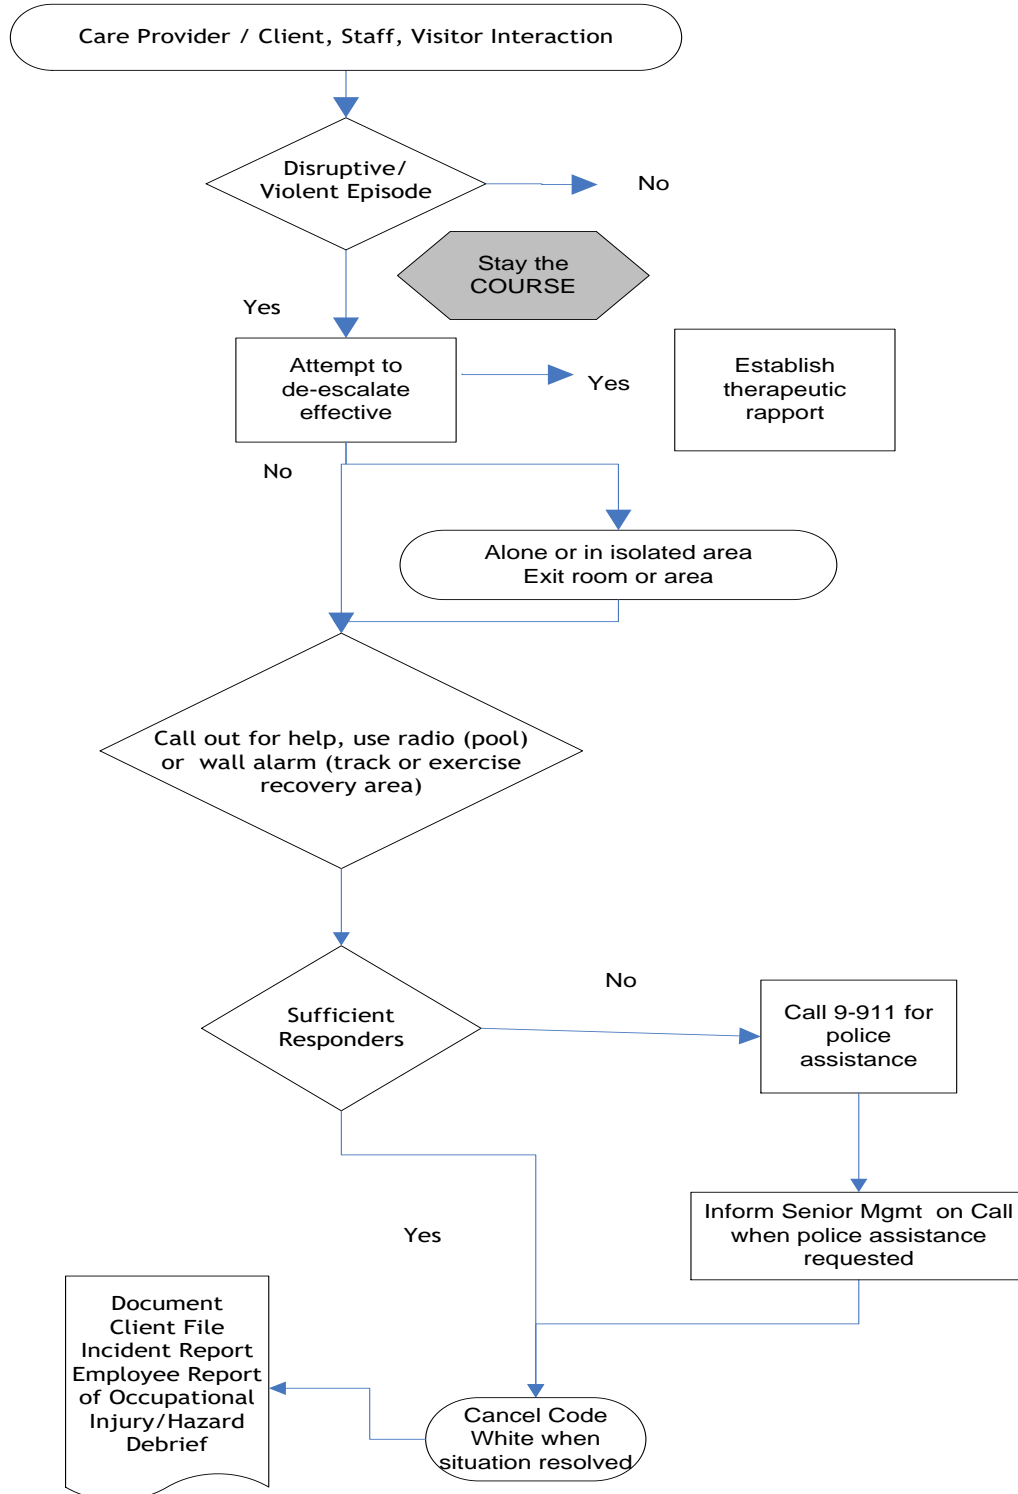 Care Provider / Client, Staff, Visitor Interaction
Disruptive/
Violent Episode
No
Stay the
COURSE
Yes
Attempt to
de-escalate
effective
Yes
Establish
therapeutic
rapport
No
Alone or in isolated area
Exit room or area
Call out for help, use radio (pool)
or wall alarm (track or exercise
recovery area)
Sufficient
Responders
No
Call 9-911 for
police
assistance
Inform Senior Mgmt on Call
when police assistance
requested
Yes
Document
Client File
Incident Report
Employee Report
of Occupational
Injury/Hazard
Debrief
Cancel Code
White when
situation resolved